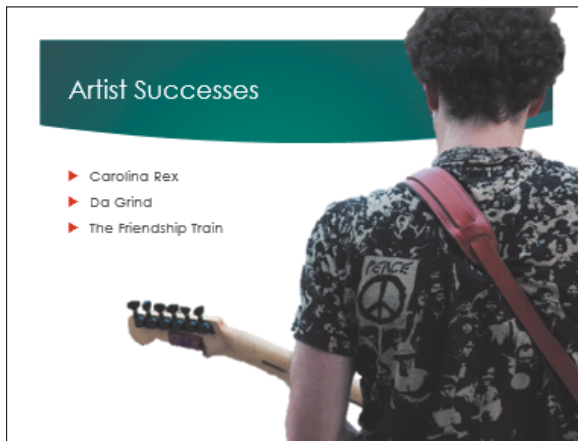 Artist Successes
Carolina Rex
Da Grind
The Friendship Train
PEACE